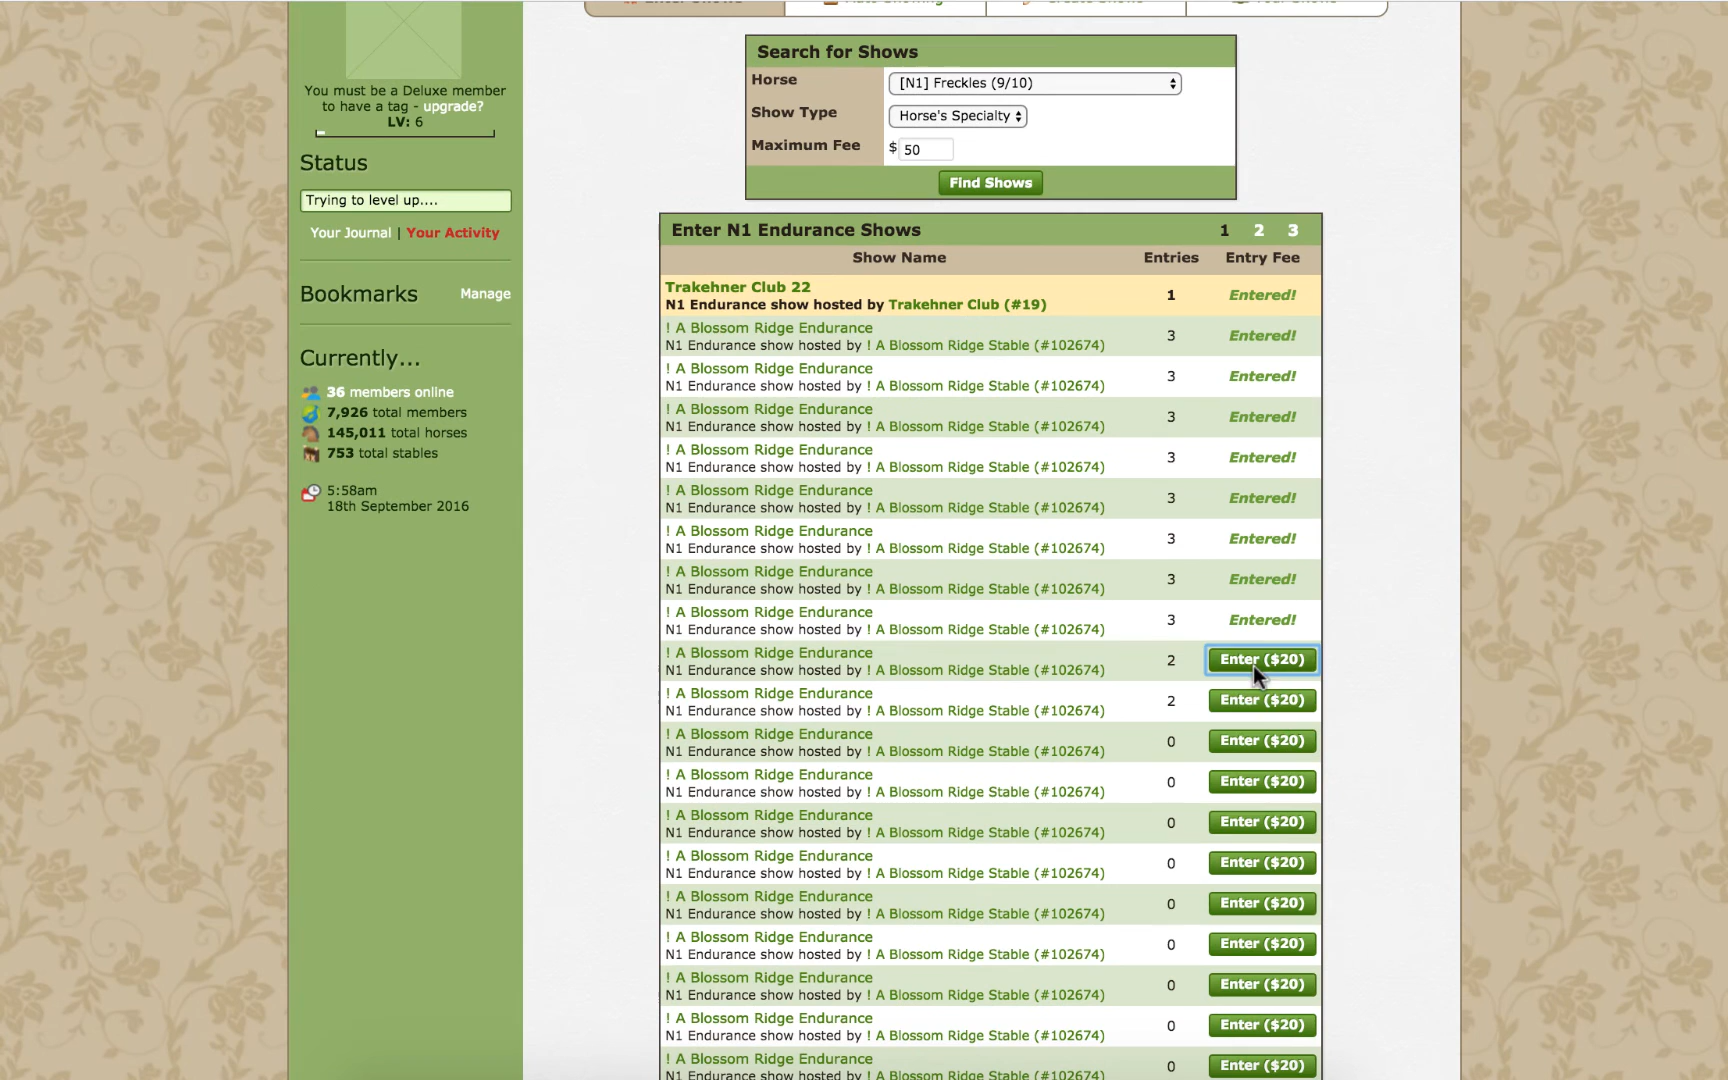 You must be a Deluxe member
to have a tag - upgrade?
LV: 6
Status
Trying to level up....
Your Journal | Your Activity
Bookmarks Manage
Currently...
36 members online
7,926 total members
145,011 total horses
753 total stables
5:58am
18th September 2016
Search for Shows
Horse [N1] Freckles (9/10)
Show Type Horse's Specialty
Maximum Fee $ 50
Find Shows
Enter N1 Endurance Shows 1 2 3
Show Name Entries Entry Fee
Trakehner Club 22
N1 Endurance show hosted by Trakehner Club (#19) 1 Entered!
! A Blossom Ridge Endurance
N1 Endurance show hosted by ! A Blossom Ridge Stable (#102674) 3 Entered!
! A Blossom Ridge Endurance
N1 Endurance show hosted by ! A Blossom Ridge Stable (#102674) 3 Entered!
! A Blossom Ridge Endurance
N1 Endurance show hosted by ! A Blossom Ridge Stable (#102674) 3 Entered!
! A Blossom Ridge Endurance
N1 Endurance show hosted by ! A Blossom Ridge Stable (#102674) 3 Entered!
! A Blossom Ridge Endurance
N1 Endurance show hosted by ! A Blossom Ridge Stable (#102674) 3 Entered!
! A Blossom Ridge Endurance
N1 Endurance show hosted by ! A Blossom Ridge Stable (#102674) 3 Entered!
! A Blossom Ridge Endurance
N1 Endurance show hosted by ! A Blossom Ridge Stable (#102674) 3 Entered!
! A Blossom Ridge Endurance
N1 Endurance show hosted by ! A Blossom Ridge Stable (#102674) 3 Entered!
! A Blossom Ridge Endurance
N1 Endurance show hosted by ! A Blossom Ridge Stable (#102674) 2 Enter ($20)
! A Blossom Ridge Endurance
N1 Endurance show hosted by ! A Blossom Ridge Stable (#102674) 2 Enter ($20)
! A Blossom Ridge Endurance
N1 Endurance show hosted by ! A Blossom Ridge Stable (#102674) 0 Enter ($20)
! A Blossom Ridge Endurance
N1 Endurance show hosted by ! A Blossom Ridge Stable (#102674) 0 Enter ($20)
! A Blossom Ridge Endurance
N1 Endurance show hosted by ! A Blossom Ridge Stable (#102674) 0 Enter ($20)
! A Blossom Ridge Endurance
N1 Endurance show hosted by ! A Blossom Ridge Stable (#102674) 0 Enter ($20)
! A Blossom Ridge Endurance
N1 Endurance show hosted by ! A Blossom Ridge Stable (#102674) 0 Enter ($20)
! A Blossom Ridge Endurance
N1 Endurance show hosted by ! A Blossom Ridge Stable (#102674) 0 Enter ($20)
! A Blossom Ridge Endurance
N1 Endurance show hosted by ! A Blossom Ridge Stable (#102674) 0 Enter ($20)
! A Blossom Ridge Endurance
N1 Endurance show hosted by ! A Blossom Ridge Stable (#102674) 0 Enter ($20)
! A Blossom Ridge Endurance
N1 Endurance show hosted by ! A Blossom Ridge Stable (#102674) 0 Enter ($20)